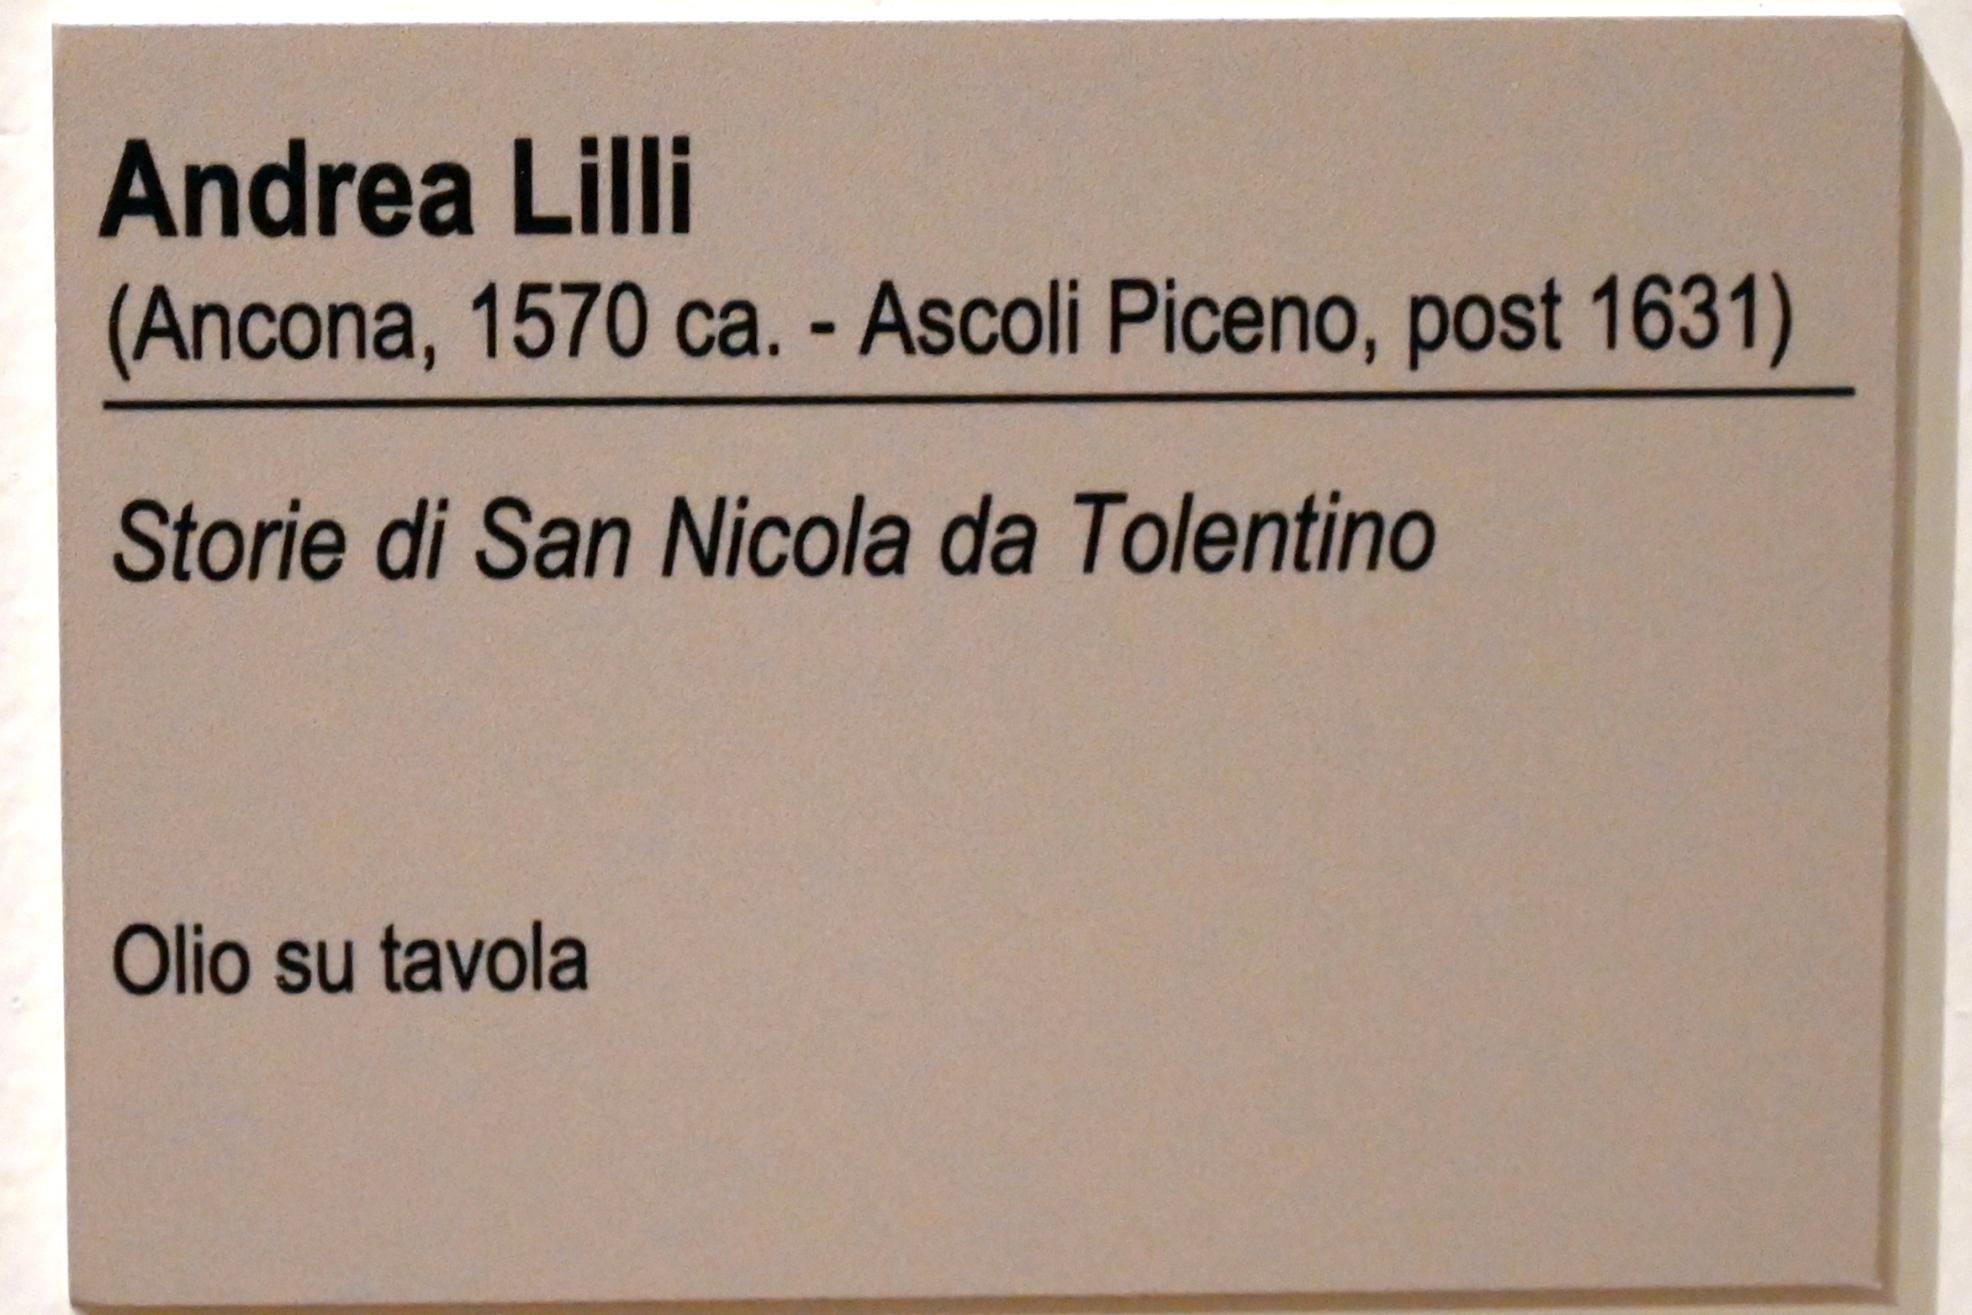 Andrea Lilli
(Ancona, 1570 ca. - Ascoli Piceno, post 1631)
Storie di San Nicola da Tolentino
Olio su tavola